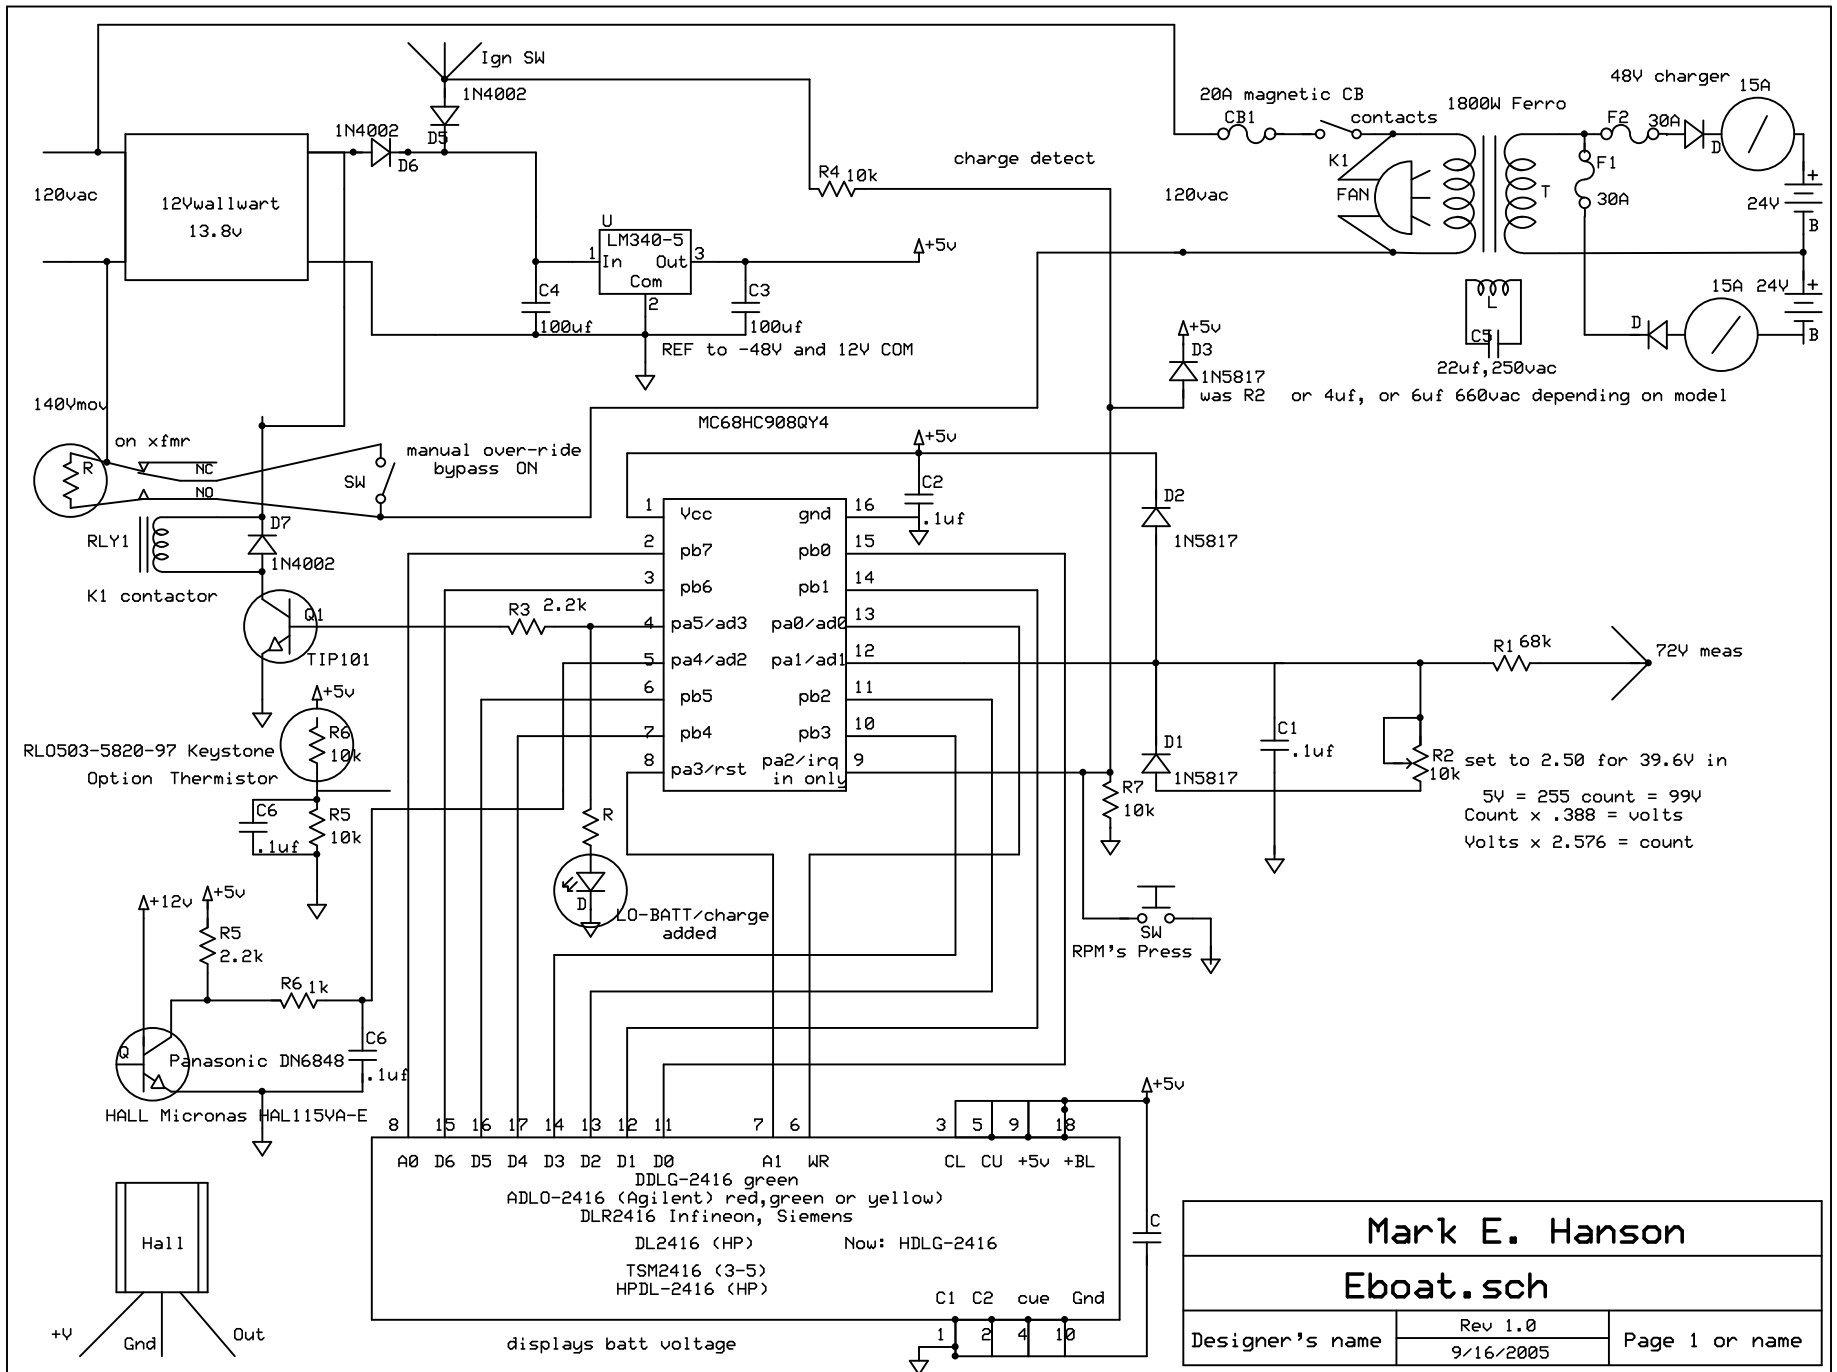 Ign SW
1N4002
D5
1N4002
D6
120vac
12Vwallwart
13.8v
R4 10k
charge detect
U
LM340-5
1 In Out 3
Com
2
+5v
C4
100uf
C3
100uf
REF to -48V and 12V COM
20A magnetic CB
CB1
contacts
K1
FAN
120vac
1800W Ferro
T
48V charger
15A
F2 30A
D
F1
30A
24V
+
B
15A 24V
+
D
B
L
C5
22uf,250vac
or 4uf, or 6uf 660vac depending on model
+5v
D3
1N5817
was R2
140Vmov
on xfmr
R
NC
NO
SW
manual over-ride
bypass ON
RLY1
D7
1N4002
K1 contactor
Q1
TIP101
R3 2.2k
MC68HC908QY4
+5v
C2
.1uf
1 Vcc gnd 16
2 pb7 pb0 15
3 pb6 pb1 14
4 pa5/ad3 pa0/ad0 13
5 pa4/ad2 pa1/ad1 12
6 pb5 pb2 11
7 pb4 pb3 10
8 pa3/rst pa2/irq 9
in only
D2
1N5817
D1
1N5817
R1 68k
72V meas
C1
.1uf
R2
10k
set to 2.50 for 39.6V in
5V = 255 count = 99V
Count x .388 = volts
Volts x 2.576 = count
R7
10k
SW
RPM's Press
+5v
R6
10k
RL0503-5820-97 Keystone
Option Thermistor
C6
.1uf
R5
10k
R
D
LO-BATT/charge
added
+12v
+5v
R5
2.2k
R6 1k
C6
.1uf
Q
Panasonic DN6848
HALL Micronas HAL115VA-E
+5v
C
8 15 16 17 14 13 12 11 7 6 3 5 9 18
A0 D6 D5 D4 D3 D2 D1 D0 A1 WR CL CU +5v +BL
DDLG-2416 green
ADLO-2416 (Agilent) red,green or yellow)
DLR2416 Infineon, Siemens
DL2416 (HP) Now: HDLG-2416
TSM2416 (3-5)
HPDL-2416 (HP)
C1 C2 cue Gnd
1 2 4 10
displays batt voltage
Hall
+V
Gnd
Out
Mark E. Hanson
Eboat.sch
Designer's name
Rev 1.0
9/16/2005
Page 1 or name